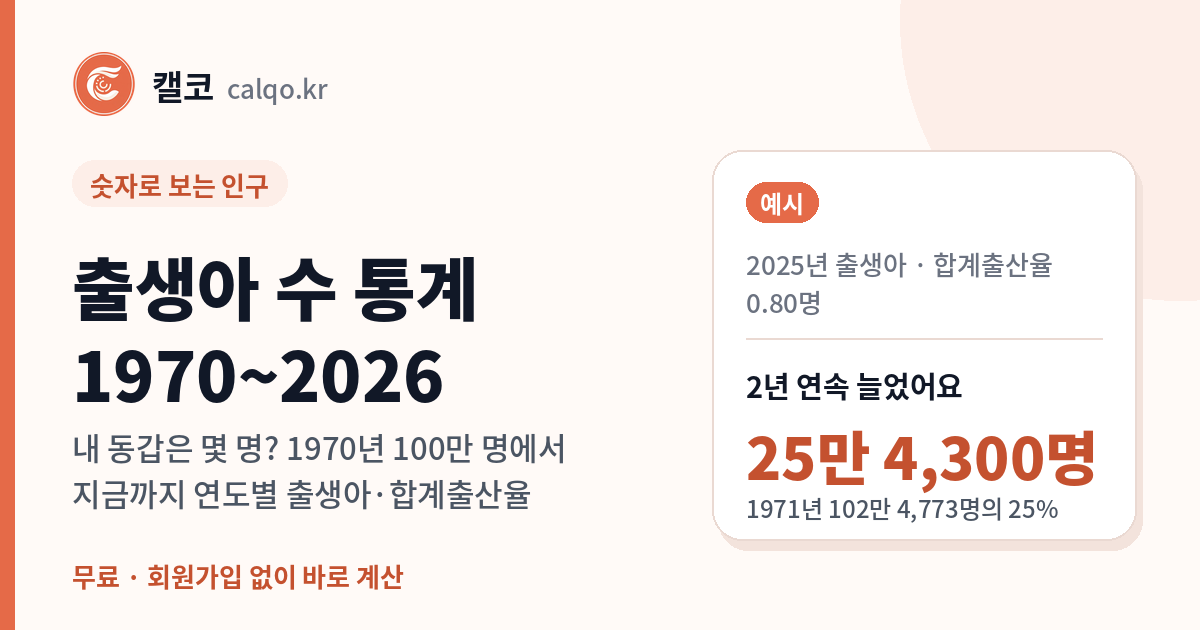 캘코 calqo.kr
숫자로 보는 인구
출생아 수 통계
1970~2026
내 동갑은 몇 명? 1970년 100만 명에서
지금까지 연도별 출생아·합계출산율
무료 · 회원가입 없이 바로 계산
예시
2025년 출생아 · 합계출산율
0.80명
2년 연속 늘었어요
25만 4,300명
1971년 102만 4,773명의 25%